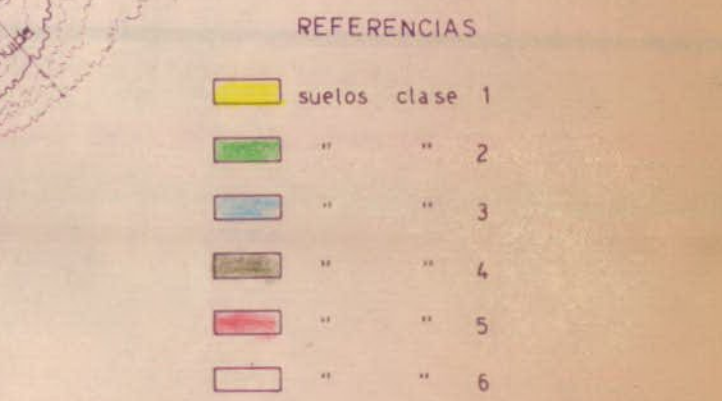 REFERENCIAS
suelos clase 1
" " 2
" " 3
" " 4
" " 5
" " 6